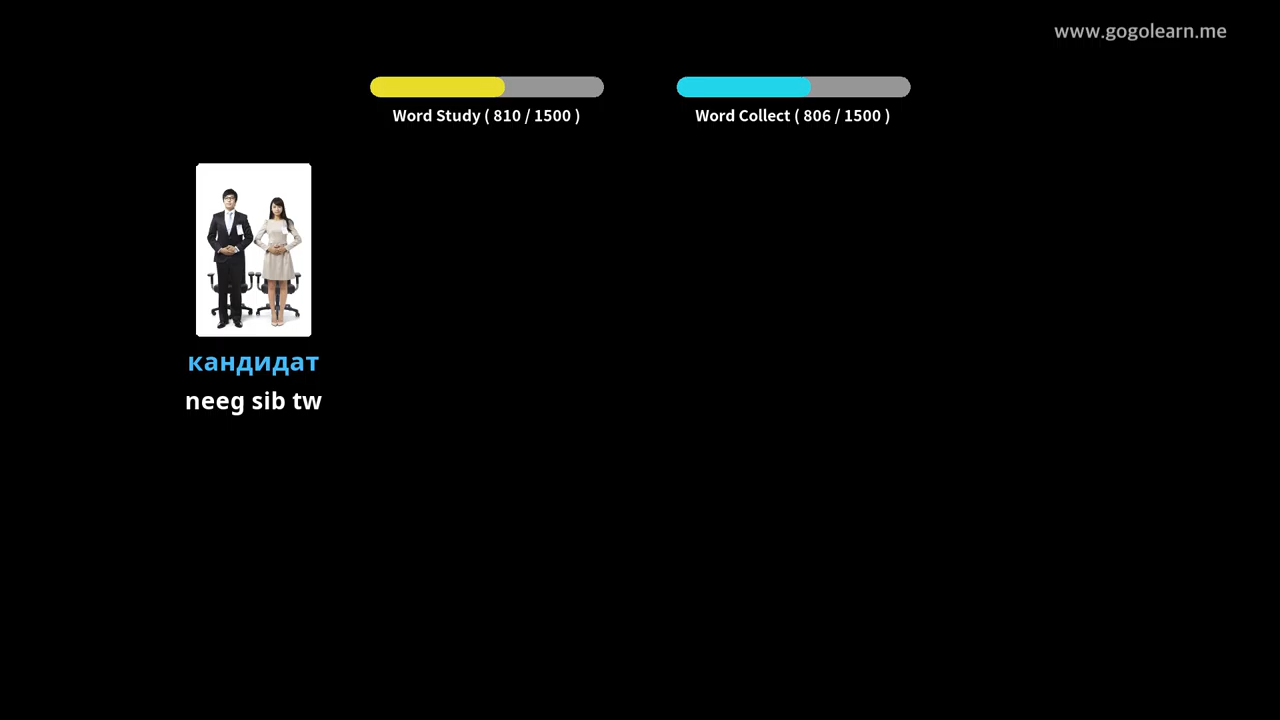 www.gogolearn.me
Word Study ( 810 / 1500 )
Word Collect ( 806 / 1500 )
кандидат
neeg sib tw